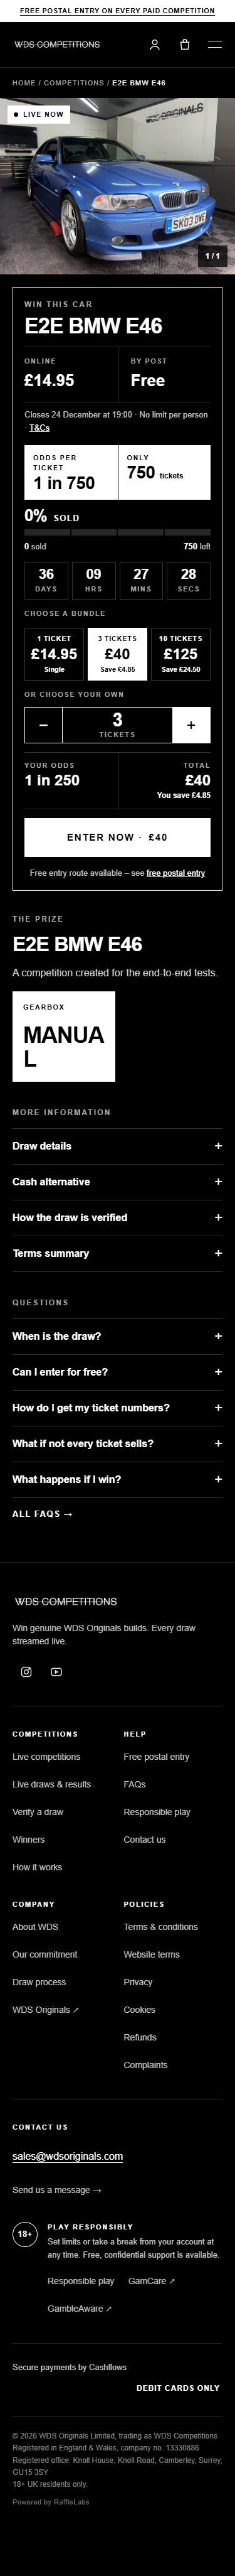 FREE POSTAL ENTRY ON EVERY PAID COMPETITION
WDS COMPETITIONS
HOME / COMPETITIONS / E2E BMW E46
LIVE NOW
WDS ORIGINALS
SK03 DWE
1 / 1
WIN THIS CAR
E2E BMW E46
ONLINE
BY POST
£14.95
Free
Closes 24 December at 19:00 · No limit per person
· T&Cs
ODDS PER
TICKET
1 in 750
ONLY
750 tickets
0% SOLD
0 sold
750 left
36
DAYS
09
HRS
27
MINS
28
SECS
CHOOSE A BUNDLE
1 TICKET
£14.95
Single
3 TICKETS
£40
Save £4.85
10 TICKETS
£125
Save £24.50
OR CHOOSE YOUR OWN
−
3
TICKETS
+
YOUR ODDS
1 in 250
TOTAL
£40
You save £4.85
ENTER NOW · £40
Free entry route available – see free postal entry
THE PRIZE
E2E BMW E46
A competition created for the end-to-end tests.
GEARBOX
MANUA
L
MORE INFORMATION
Draw details +
Cash alternative +
How the draw is verified +
Terms summary +
QUESTIONS
When is the draw? +
Can I enter for free? +
How do I get my ticket numbers? +
What if not every ticket sells? +
What happens if I win? +
ALL FAQS →
WDS COMPETITIONS
Win genuine WDS Originals builds. Every draw
streamed live.
COMPETITIONS
Live competitions
Live draws & results
Verify a draw
Winners
How it works
HELP
Free postal entry
FAQs
Responsible play
Contact us
COMPANY
About WDS
Our commitment
Draw process
WDS Originals ↗
POLICIES
Terms & conditions
Website terms
Privacy
Cookies
Refunds
Complaints
CONTACT US
sales@wdsoriginals.com
Send us a message →
18+
PLAY RESPONSIBLY
Set limits or take a break from your account at
any time. Free, confidential support is available.
Responsible play
GamCare ↗
GambleAware ↗
Secure payments by Cashflows
DEBIT CARDS ONLY
© 2026 WDS Originals Limited, trading as WDS Competitions
Registered in England & Wales, company no. 13330886
Registered office: Knoll House, Knoll Road, Camberley, Surrey,
GU15 3SY
18+ UK residents only.
Powered by RaffleLabs